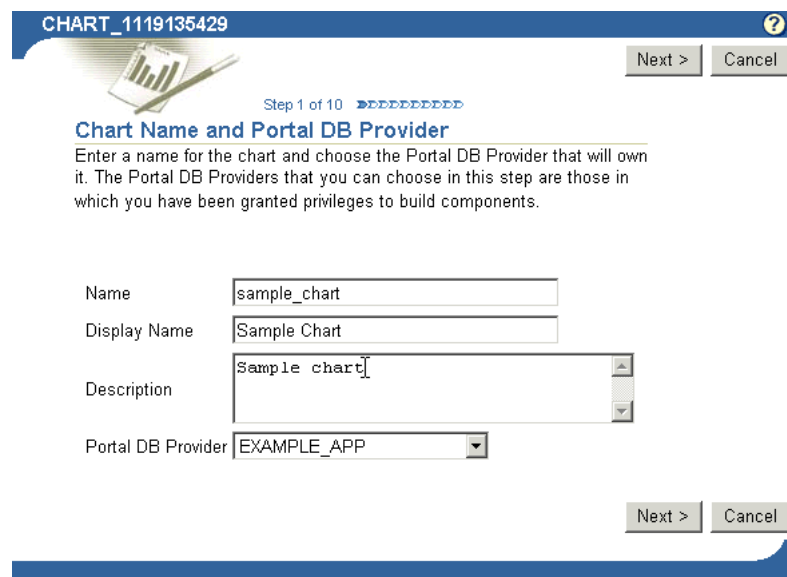 CHART_1119135429 ?
Next > Cancel
Step 1 of 10
Chart Name and Portal DB Provider
Enter a name for the chart and choose the Portal DB Provider that will own
it. The Portal DB Providers that you can choose in this step are those in
which you have been granted privileges to build components.
Name sample_chart
Display Name Sample Chart
Description Sample chart
Portal DB Provider EXAMPLE_APP
Next > Cancel